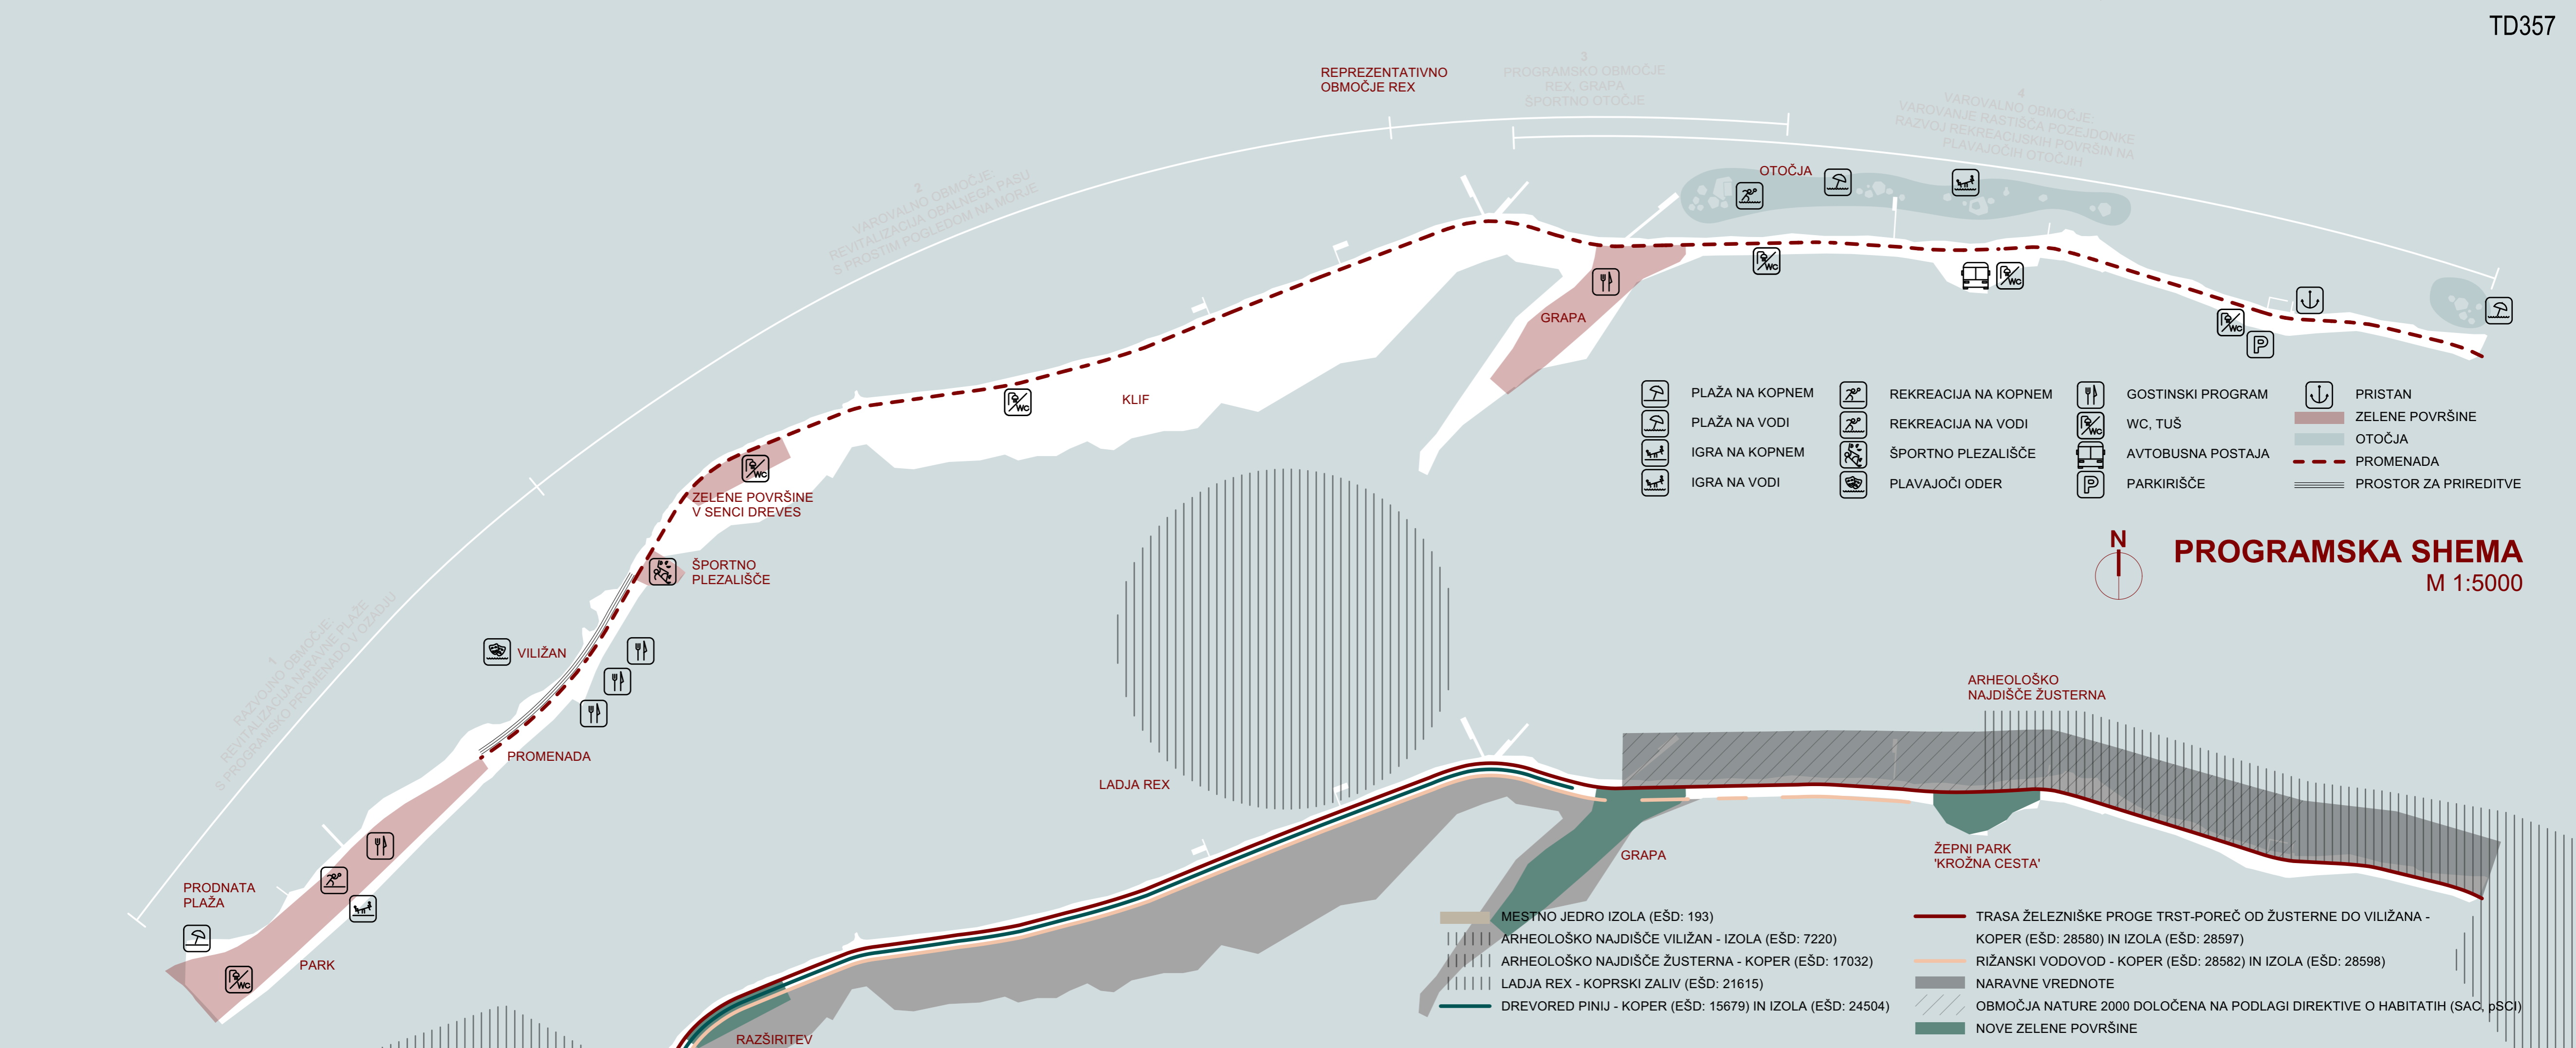 TD357
REPREZENTATIVNO
OBMOČJE REX
3
PROGRAMSKO OBMOČJE
REX, GRAPA
ŠPORTNO OTOČJE
4
VAROVALNO OBMOČJE:
VAROVANJE RASTIŠČA POZEJDONKE
RAZVOJ REKREACIJSKIH POVRŠIN NA
PLAVAJOČIH OTOČJIH
2
VAROVALNO OBMOČJE:
REVITALIZACIJA OBALNEGA PASU
S PROSTIM POGLEDOM NA MORJE
OTOČJA
WC
WC
GRAPA
WC
P
KLIF
WC
WC
ZELENE POVRŠINE
V SENCI DREVES
ŠPORTNO
PLEZALIŠČE
1
RAZVOJNO OBMOČJE:
REVITALIZACIJA NARAVNE PLAŽE
S PROGRAMSKO PROMENADO V OZADJU
VILIŽAN
PROMENADA
PRODNATA
PLAŽA
WC
PARK
PLAŽA NA KOPNEM
PLAŽA NA VODI
IGRA NA KOPNEM
IGRA NA VODI
REKREACIJA NA KOPNEM
REKREACIJA NA VODI
ŠPORTNO PLEZALIŠČE
PLAVAJOČI ODER
GOSTINSKI PROGRAM
WC
WC, TUŠ
AVTOBUSNA POSTAJA
P
PARKIRIŠČE
PRISTAN
ZELENE POVRŠINE
OTOČJA
PROMENADA
PROSTOR ZA PRIREDITVE
N
PROGRAMSKA SHEMA
M 1:5000
ARHEOLOŠKO
NAJDIŠČE ŽUSTERNA
LADJA REX
GRAPA
ŽEPNI PARK
'KROŽNA CESTA'
RAZŠIRITEV
MESTNO JEDRO IZOLA (EŠD: 193)
ARHEOLOŠKO NAJDIŠČE VILIŽAN - IZOLA (EŠD: 7220)
ARHEOLOŠKO NAJDIŠČE ŽUSTERNA - KOPER (EŠD: 17032)
LADJA REX - KOPRSKI ZALIV (EŠD: 21615)
DREVORED PINIJ - KOPER (EŠD: 15679) IN IZOLA (EŠD: 24504)
TRASA ŽELEZNIŠKE PROGE TRST-POREČ OD ŽUSTERNE DO VILIŽANA -
KOPER (EŠD: 28580) IN IZOLA (EŠD: 28597)
RIŽANSKI VODOVOD - KOPER (EŠD: 28582) IN IZOLA (EŠD: 28598)
NARAVNE VREDNOTE
OBMOČJA NATURE 2000 DOLOČENA NA PODLAGI DIREKTIVE O HABITATIH (SAC, pSCI)
NOVE ZELENE POVRŠINE